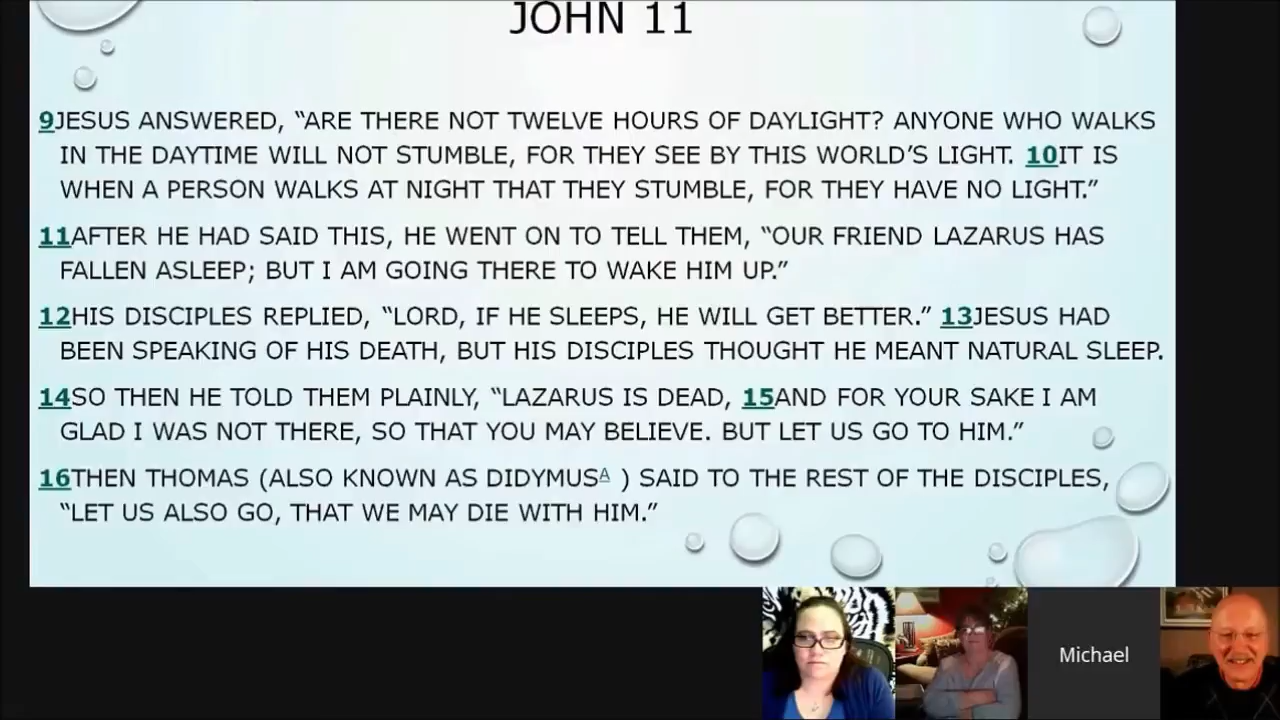 JOHN 11
9JESUS ANSWERED, “ARE THERE NOT TWELVE HOURS OF DAYLIGHT? ANYONE WHO WALKS
IN THE DAYTIME WILL NOT STUMBLE, FOR THEY SEE BY THIS WORLD’S LIGHT. 10IT IS
WHEN A PERSON WALKS AT NIGHT THAT THEY STUMBLE, FOR THEY HAVE NO LIGHT.”
11AFTER HE HAD SAID THIS, HE WENT ON TO TELL THEM, “OUR FRIEND LAZARUS HAS
FALLEN ASLEEP; BUT I AM GOING THERE TO WAKE HIM UP.”
12HIS DISCIPLES REPLIED, “LORD, IF HE SLEEPS, HE WILL GET BETTER.” 13JESUS HAD
BEEN SPEAKING OF HIS DEATH, BUT HIS DISCIPLES THOUGHT HE MEANT NATURAL SLEEP.
14SO THEN HE TOLD THEM PLAINLY, “LAZARUS IS DEAD, 15AND FOR YOUR SAKE I AM
GLAD I WAS NOT THERE, SO THAT YOU MAY BELIEVE. BUT LET US GO TO HIM.”
16THEN THOMAS (ALSO KNOWN AS DIDYMUSA ) SAID TO THE REST OF THE DISCIPLES,
“LET US ALSO GO, THAT WE MAY DIE WITH HIM.”
Michael